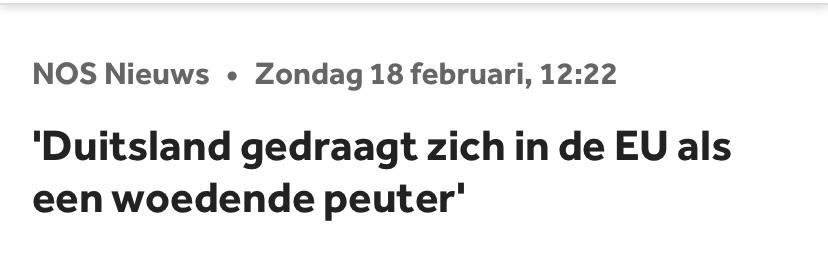 NOS Nieuws • Zondag 18 februari, 12:22
'Duitsland gedraagt zich in de EU als
een woedende peuter'